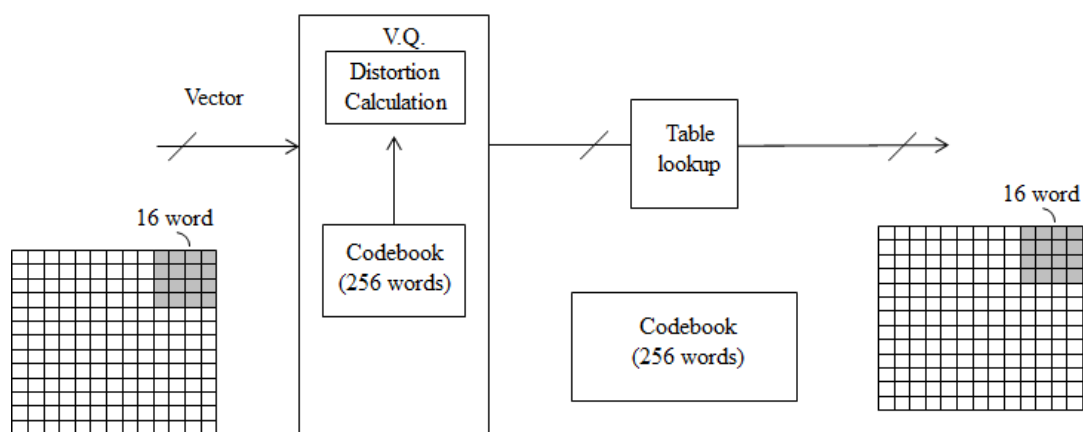 V.Q.
Distortion
Calculation
Vector
Table
lookup
16 word
Codebook
(256 words)
16 word
Codebook
(256 words)